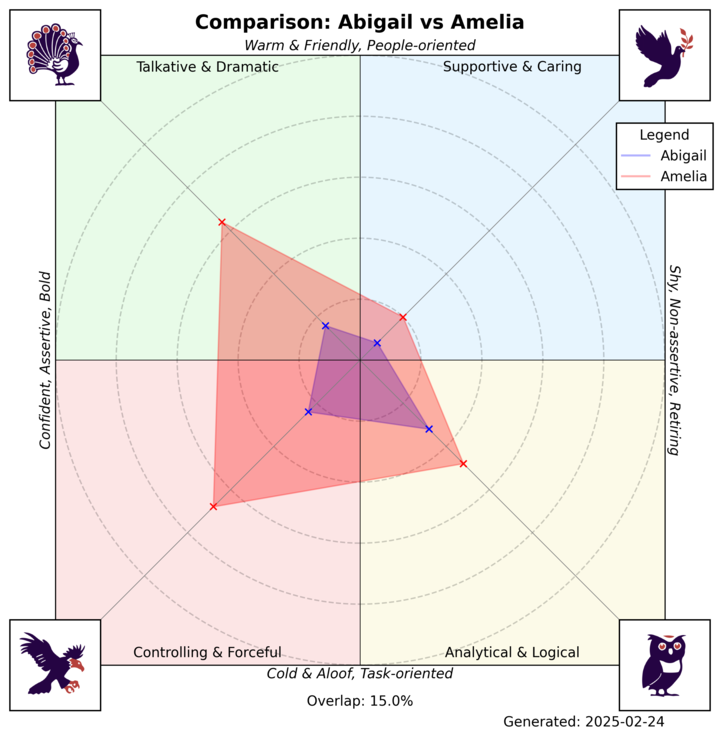 Comparison: Abigail vs Amelia
Warm & Friendly, People-oriented
Talkative & Dramatic
Supportive & Caring
Legend
Abigail
Amelia
Confident, Assertive, Bold
Shy, Non-assertive, Retiring
Controlling & Forceful
Analytical & Logical
Cold & Aloof, Task-oriented
Overlap: 15.0%
Generated: 2025-02-24